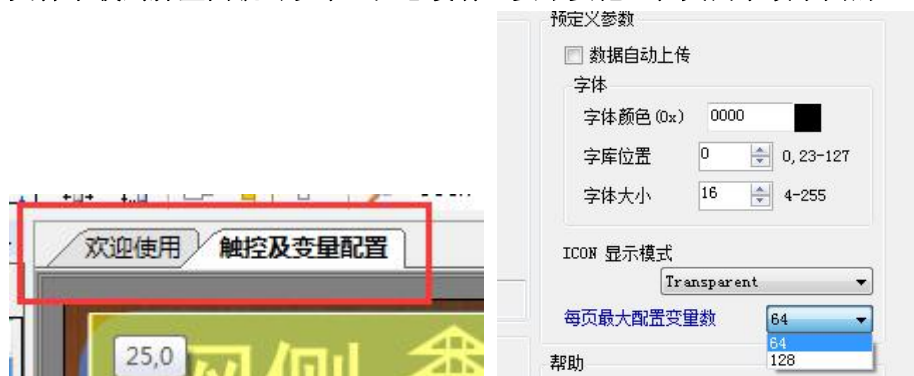 预定义参数
数据自动上传
字体
字体颜色(0x) 0000
字库位置 0 0,23-127
字体大小 16 4-255
ICON 显示模式
Transparent
每页最大配置变量数 64
64
128
帮助
欢迎使用 触控及变量配置
25,0